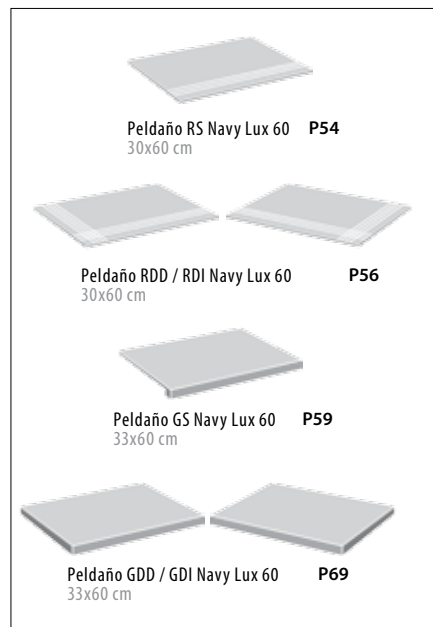 Peldaño RS Navy Lux 60 P54
30x60 cm
Peldaño RDD / RDI Navy Lux 60 P56
30x60 cm
Peldaño GS Navy Lux 60 P59
33x60 cm
Peldaño GDD / GDI Navy Lux 60 P69
33x60 cm